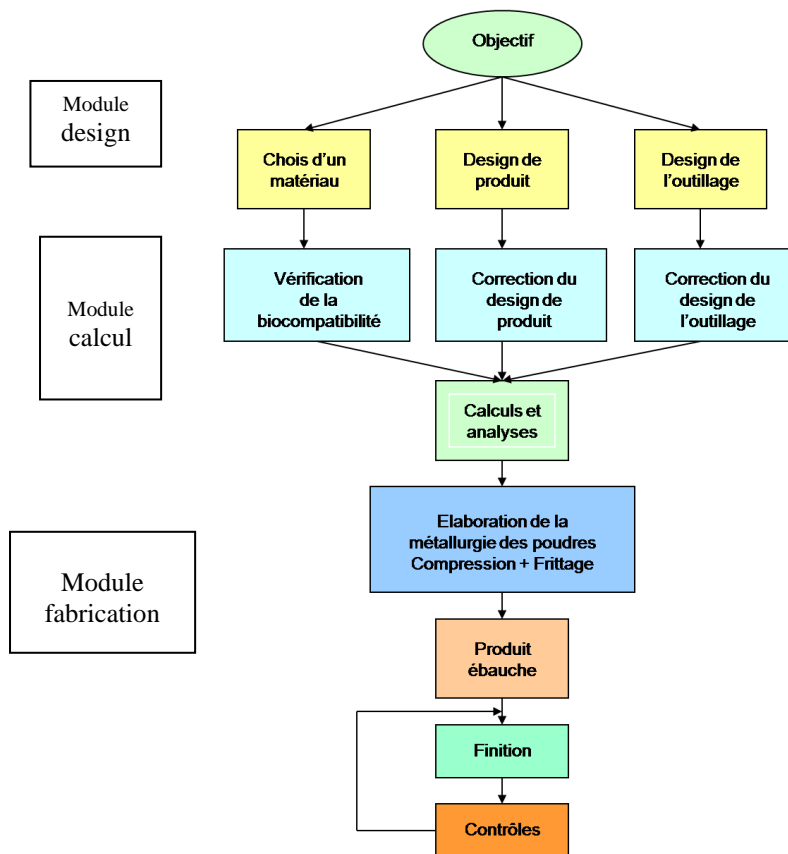 Objectif
Module
design
Chois d'un
matériau
Design de
produit
Design de
l'outillage
Module
calcul
Vérification
de la
biocompatibilité
Correction du
design de
produit
Correction du
design de
l'outillage
Calculs et
analyses
Module
fabrication
Elaboration de la
métallurgie des poudres
Compression + Frittage
Produit
ébauche
Finition
Contrôles